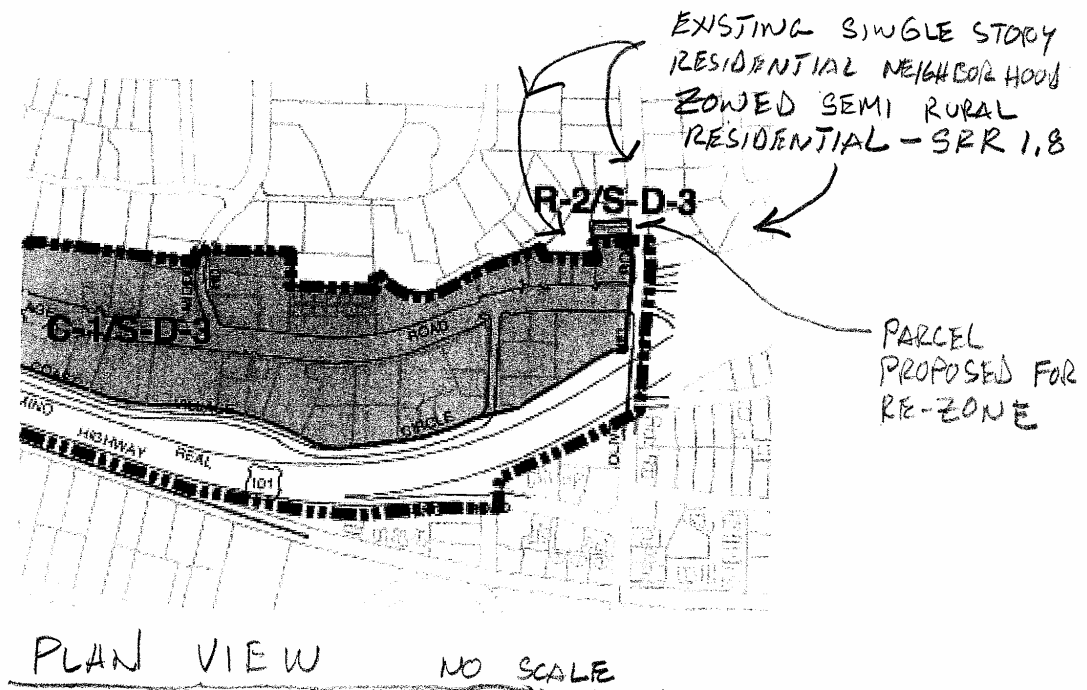 EXISTING SINGLE STORY
RESIDENTIAL NEIGHBORHOOD
ZONED SEMI RURAL
RESIDENTIAL - SRR 1.8
R-2/S-D-3
C-1/S-D-3
ROAD
CIRCLE
HIGHWAY
REAL
101
PARCEL
PROPOSED FOR
RE-ZONE
PLAN VIEW NO SCALE